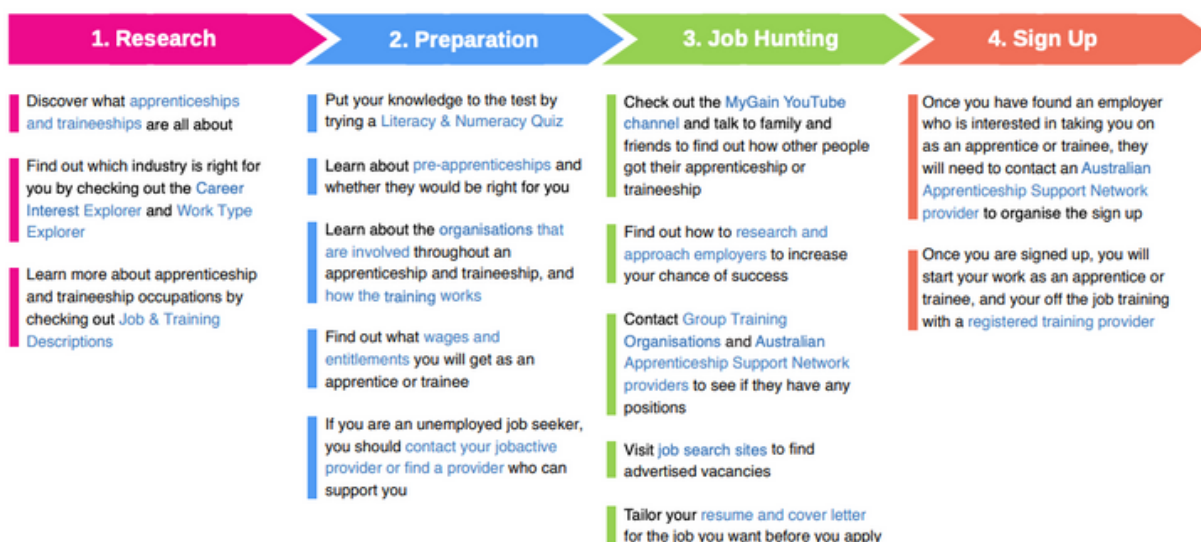 1. Research
Discover what apprenticeships
and traineeships are all about
Find out which industry is right for
you by checking out the Career
Interest Explorer and Work Type
Explorer
Learn more about apprenticeship
and traineeship occupations by
checking out Job & Training
Descriptions
2. Preparation
Put your knowledge to the test by
trying a Literacy & Numeracy Quiz
Learn about pre-apprenticeships and
whether they would be right for you
Learn about the organisations that
are involved throughout an
apprenticeship and traineeship, and
how the training works
Find out what wages and
entitlements you will get as an
apprentice or trainee
If you are an unemployed job seeker,
you should contact your jobactive
provider or find a provider who can
support you
3. Job Hunting
Check out the MyGain YouTube
channel and talk to family and
friends to find out how other people
got their apprenticeship or
traineeship
Find out how to research and
approach employers to increase
your chance of success
Contact Group Training
Organisations and Australian
Apprenticeship Support Network
providers to see if they have any
positions
Visit job search sites to find
advertised vacancies
Tailor your resume and cover letter
for the job you want before you apply
4. Sign Up
Once you have found an employer
who is interested in taking you on
as an apprentice or trainee, they
will need to contact an Australian
Apprenticeship Support Network
provider to organise the sign up
Once you are signed up, you will
start your work as an apprentice or
trainee, and your off the job training
with a registered training provider